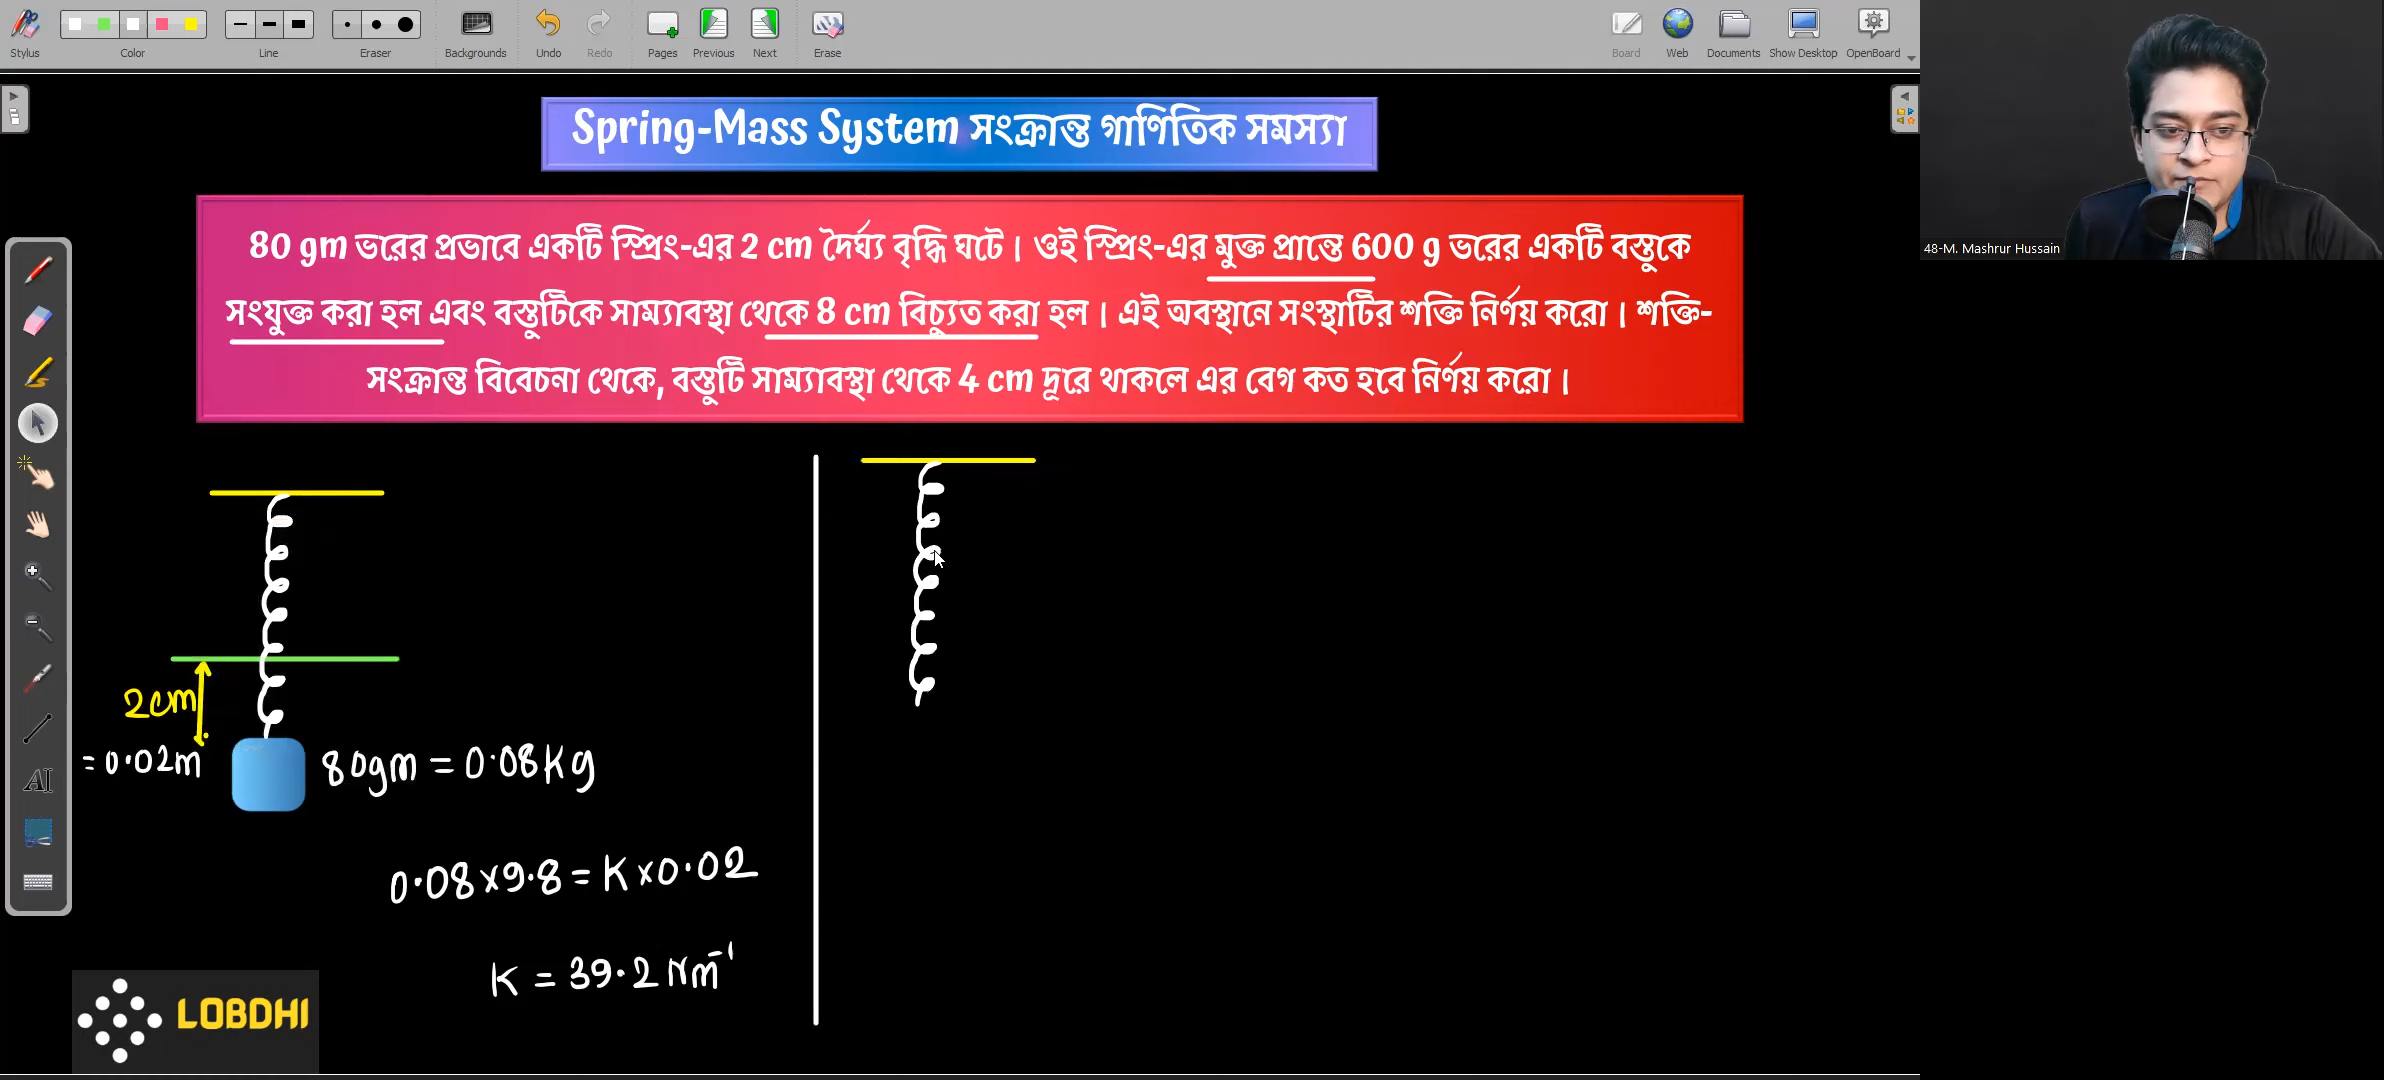 Stylus
Color
Line
Eraser
Backgrounds
Undo
Redo
Pages
Previous
Next
Erase
Board
Web
Documents
Show Desktop
OpenBoard
48-M. Mashrur Hussain
Spring-Mass System সংক্রান্ত গাণিতিক সমস্যা
80 gm ভরের প্রভাবে একটি স্প্রিং-এর 2 cm দৈর্ঘ্য বৃদ্ধি ঘটে। ওই স্প্রিং-এর মুক্ত প্রান্তে 600 g ভরের একটি বস্তুকে
সংযুক্ত করা হল এবং বস্তুটিকে সাম্যাবস্থা থেকে 8 cm বিচ্যুত করা হল। এই অবস্থানে সংস্থাটির শক্তি নির্ণয় করো। শক্তি-
সংক্রান্ত বিবেচনা থেকে, বস্তুটি সাম্যাবস্থা থেকে 4 cm দূরে থাকলে এর বেগ কত হবে নির্ণয় করো।
2cm
= 0.02m
80gm = 0.08Kg
0.08×9.8 = K×0.02
K = 39.2 Nm⁻¹
LOBDHI
AI